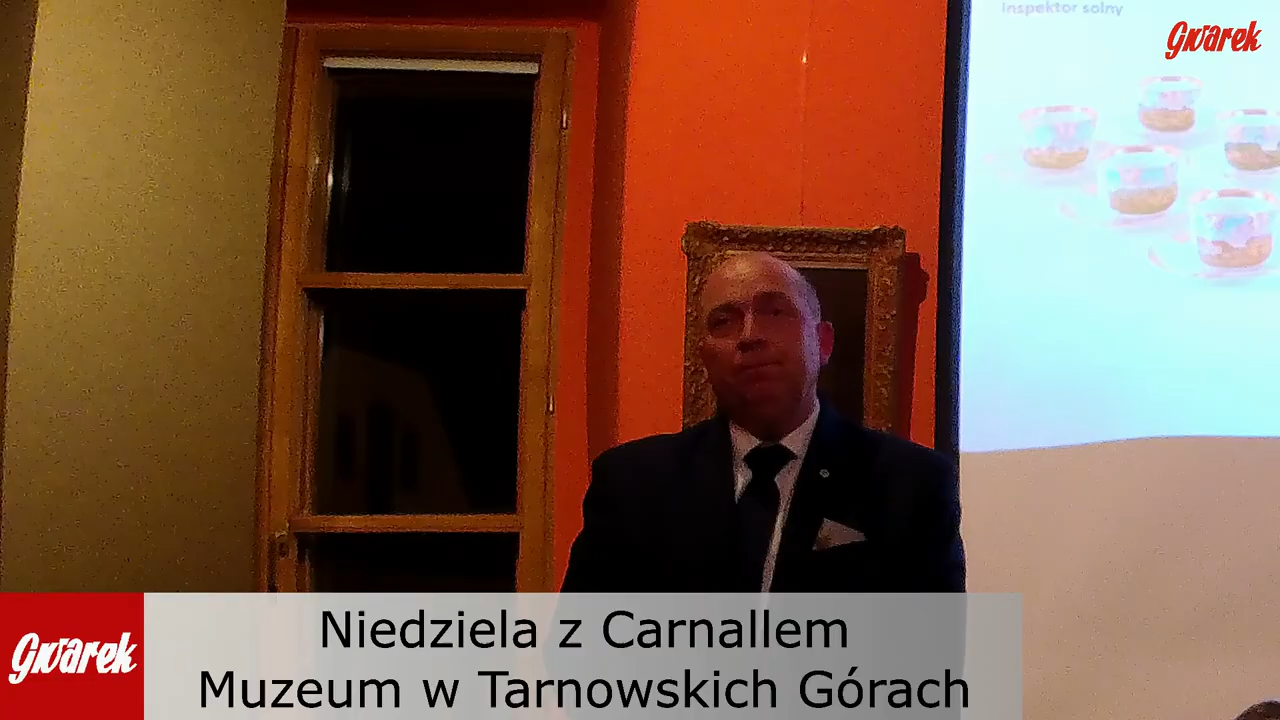 Inspektor solny
Gwarek
Gwarek
Niedziela z Carnallem
Muzeum w Tarnowskich Górach